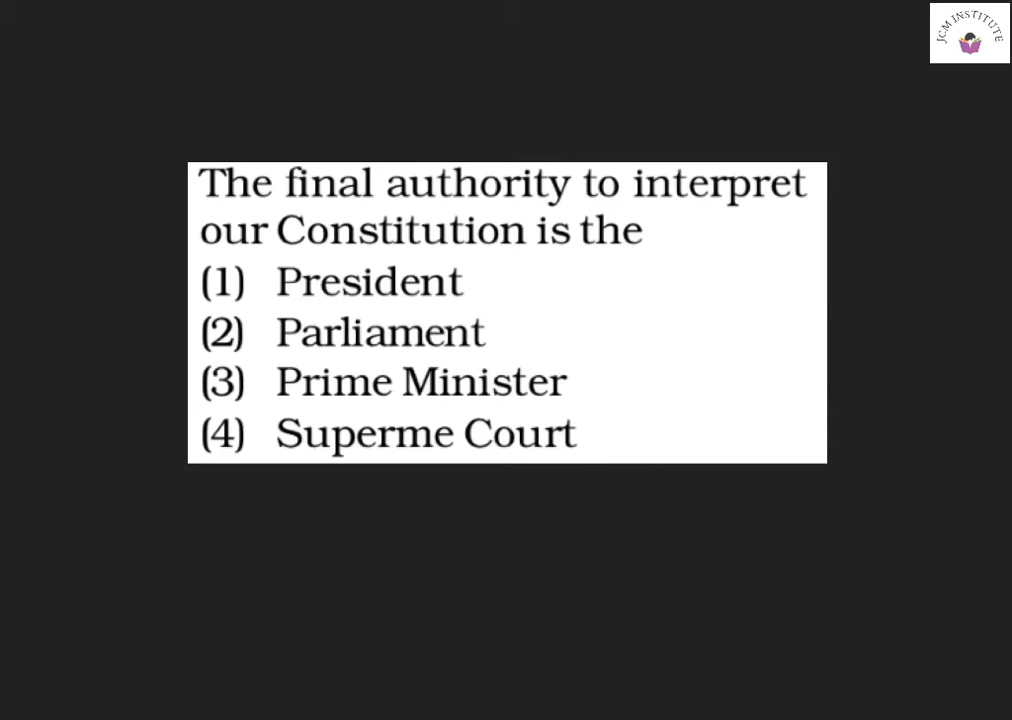 JCM INSTITUTE
The final authority to interpret
our Constitution is the
(1) President
(2) Parliament
(3) Prime Minister
(4) Superme Court